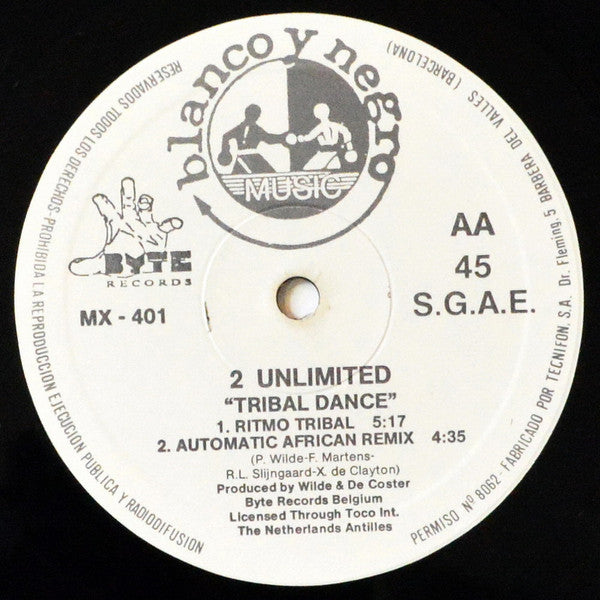 blanco y negro
MUSIC
BYTE
RECORDS
MX - 401
AA
45
S.G.A.E.
2 UNLIMITED
“TRIBAL DANCE”
1. RITMO TRIBAL 5:17
2. AUTOMATIC AFRICAN REMIX 4:35
(P. Wilde-F. Martens-
R.L. Slijngaard-X. de Clayton)
Produced by Wilde & De Coster
Byte Records Belgium
Licensed Through Toco Int.
The Netherlands Antilles
RESERVADOS TODOS LOS DERECHOS-PROHIBIDA LA REPRODUCCION EJECUCION PUBLICA Y RADIODIFUSION
PERMISO Nº 8062-FABRICADO POR TECNIFON, S.A. Dr. Fleming, 5 BARBERA DEL VALLES (BARCELONA)